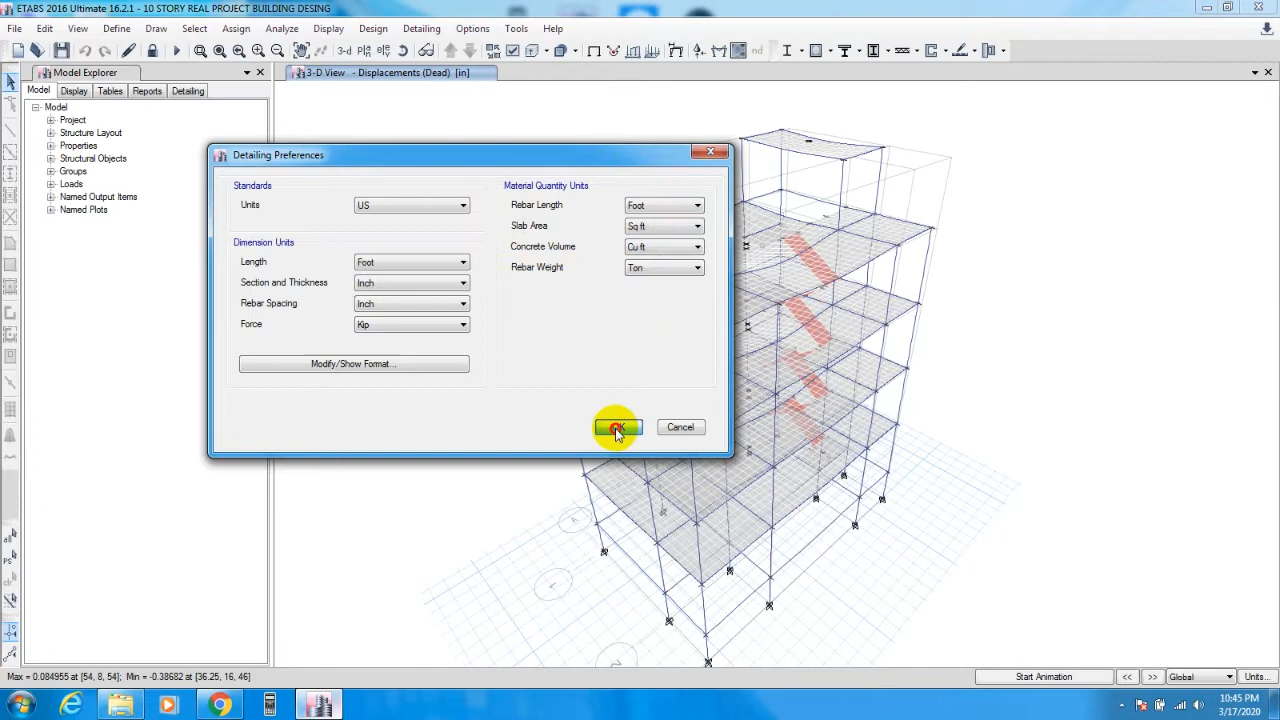 ETABS 2016 Ultimate 16.2.1 - 10 STORY REAL PROJECT BUILDING DESING
File Edit View Define Draw Select Assign Analyze Display Design Detailing Options Tools Help
3-d nd
Model Explorer
3-D View - Displacements (Dead) [in]
Model Display Tables Reports Detailing
Model
Project
Structure Layout
Properties
Structural Objects
Groups
Loads
Named Output Items
Named Plots
Detailing Preferences
Standards
Units US
Dimension Units
Length Foot
Section and Thickness Inch
Rebar Spacing Inch
Force Kip
Modify/Show Format...
Material Quantity Units
Rebar Length Foot
Slab Area Sq ft
Concrete Volume Cu ft
Rebar Weight Ton
Cancel
Max = 0.084955 at [54, 8, 54]; Min = -0.38682 at [36.25, 16, 46]
Start Animation << >> Global Units...
10:45 PM
3/17/2020